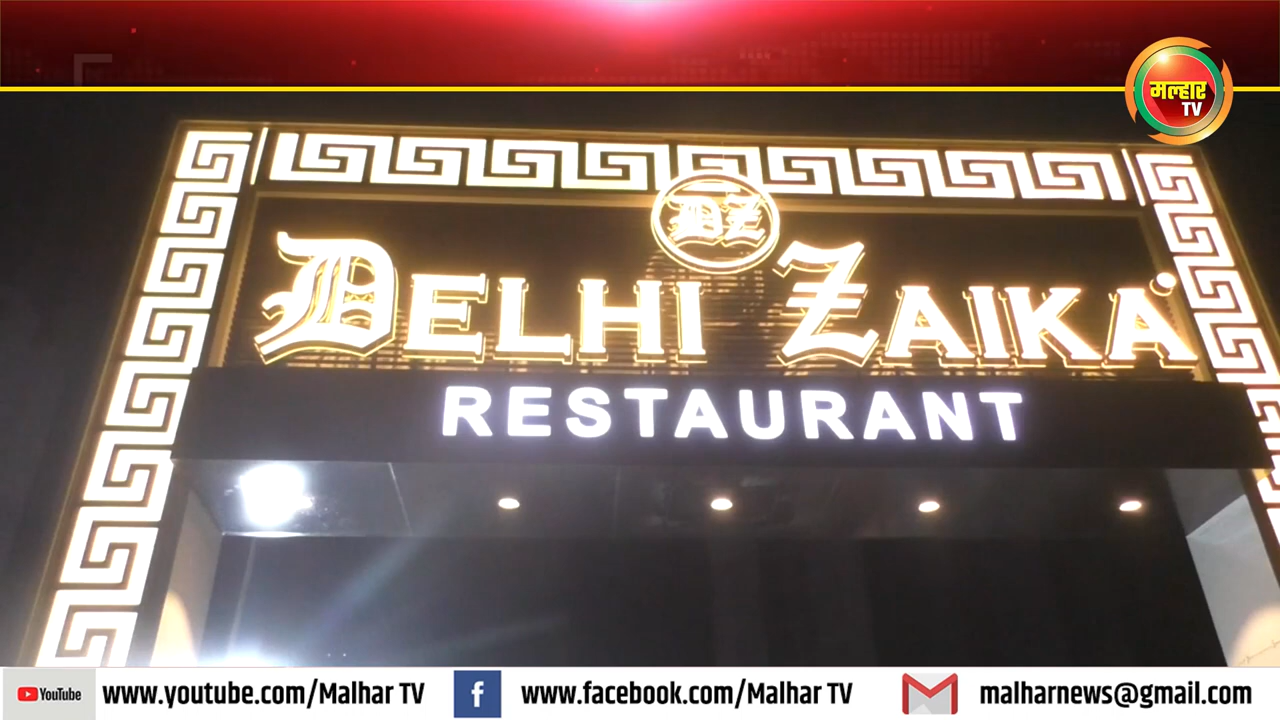 मल्हार
TV
DZ
DELHI ZAIKA
RESTAURANT
YouTube www.youtube.com/Malhar TV f www.facebook.com/Malhar TV malharnews@gmail.com